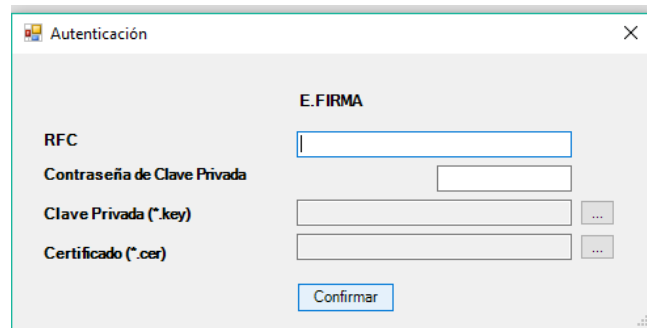 Autenticación
E.FIRMA
RFC
Contraseña de Clave Privada
Clave Privada (*.key)
...
Certificado (*.cer)
...
Confirmar